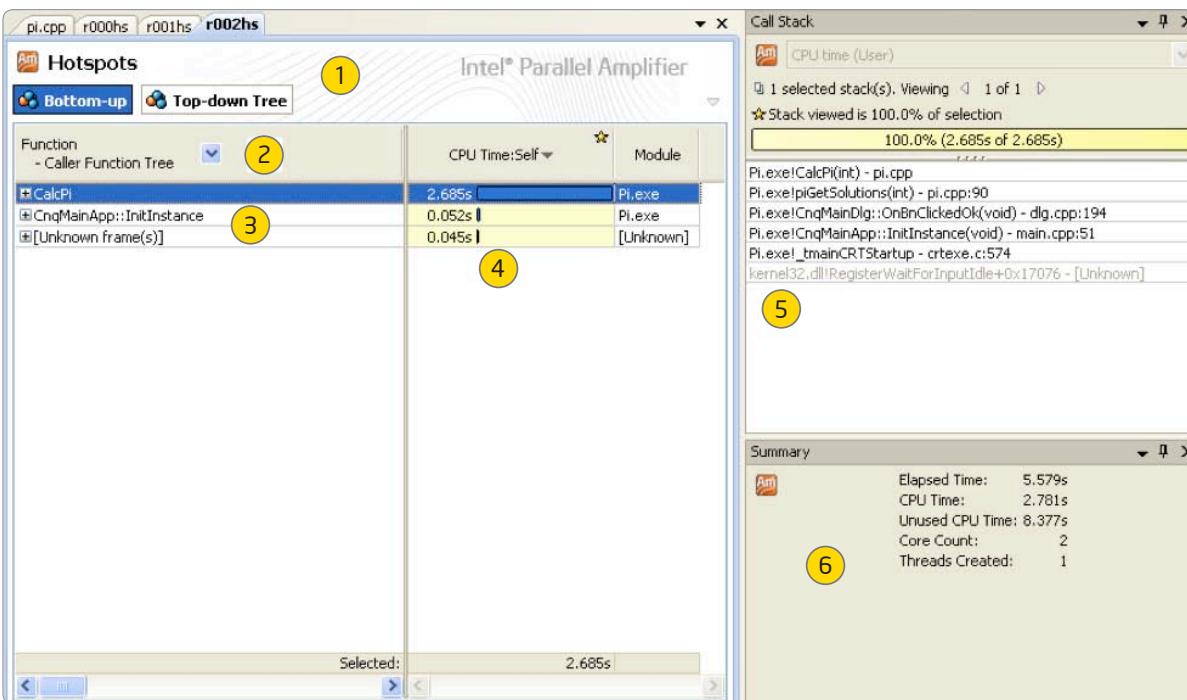 pi.cpp r000hs r001hs r002hs
Hotspots
1
Intel® Parallel Amplifier
Bottom-up Top-down Tree
Function
- Caller Function Tree
2
CPU Time:Self
Module
CalcPi 2.685s Pi.exe
CnqMainApp::InitInstance 0.052s Pi.exe
3
[Unknown frame(s)] 0.045s [Unknown]
4
Selected: 2.685s
Call Stack
Am CPU time (User)
1 selected stack(s). Viewing 1 of 1
Stack viewed is 100.0% of selection
100.0% (2.685s of 2.685s)
Pi.exe!CalcPi(int) - pi.cpp
Pi.exe!piGetSolutions(int) - pi.cpp:90
Pi.exe!CnqMainDlg::OnBnClickedOk(void) - dlg.cpp:194
Pi.exe!CnqMainApp::InitInstance(void) - main.cpp:51
Pi.exe!_tmainCRTStartup - crtexe.c:574
kernel32.dll!RegisterWaitForInputIdle+0x17076 - [Unknown]
5
Summary
Am
Elapsed Time: 5.579s
CPU Time: 2.781s
Unused CPU Time: 8.377s
Core Count: 2
Threads Created: 1
6